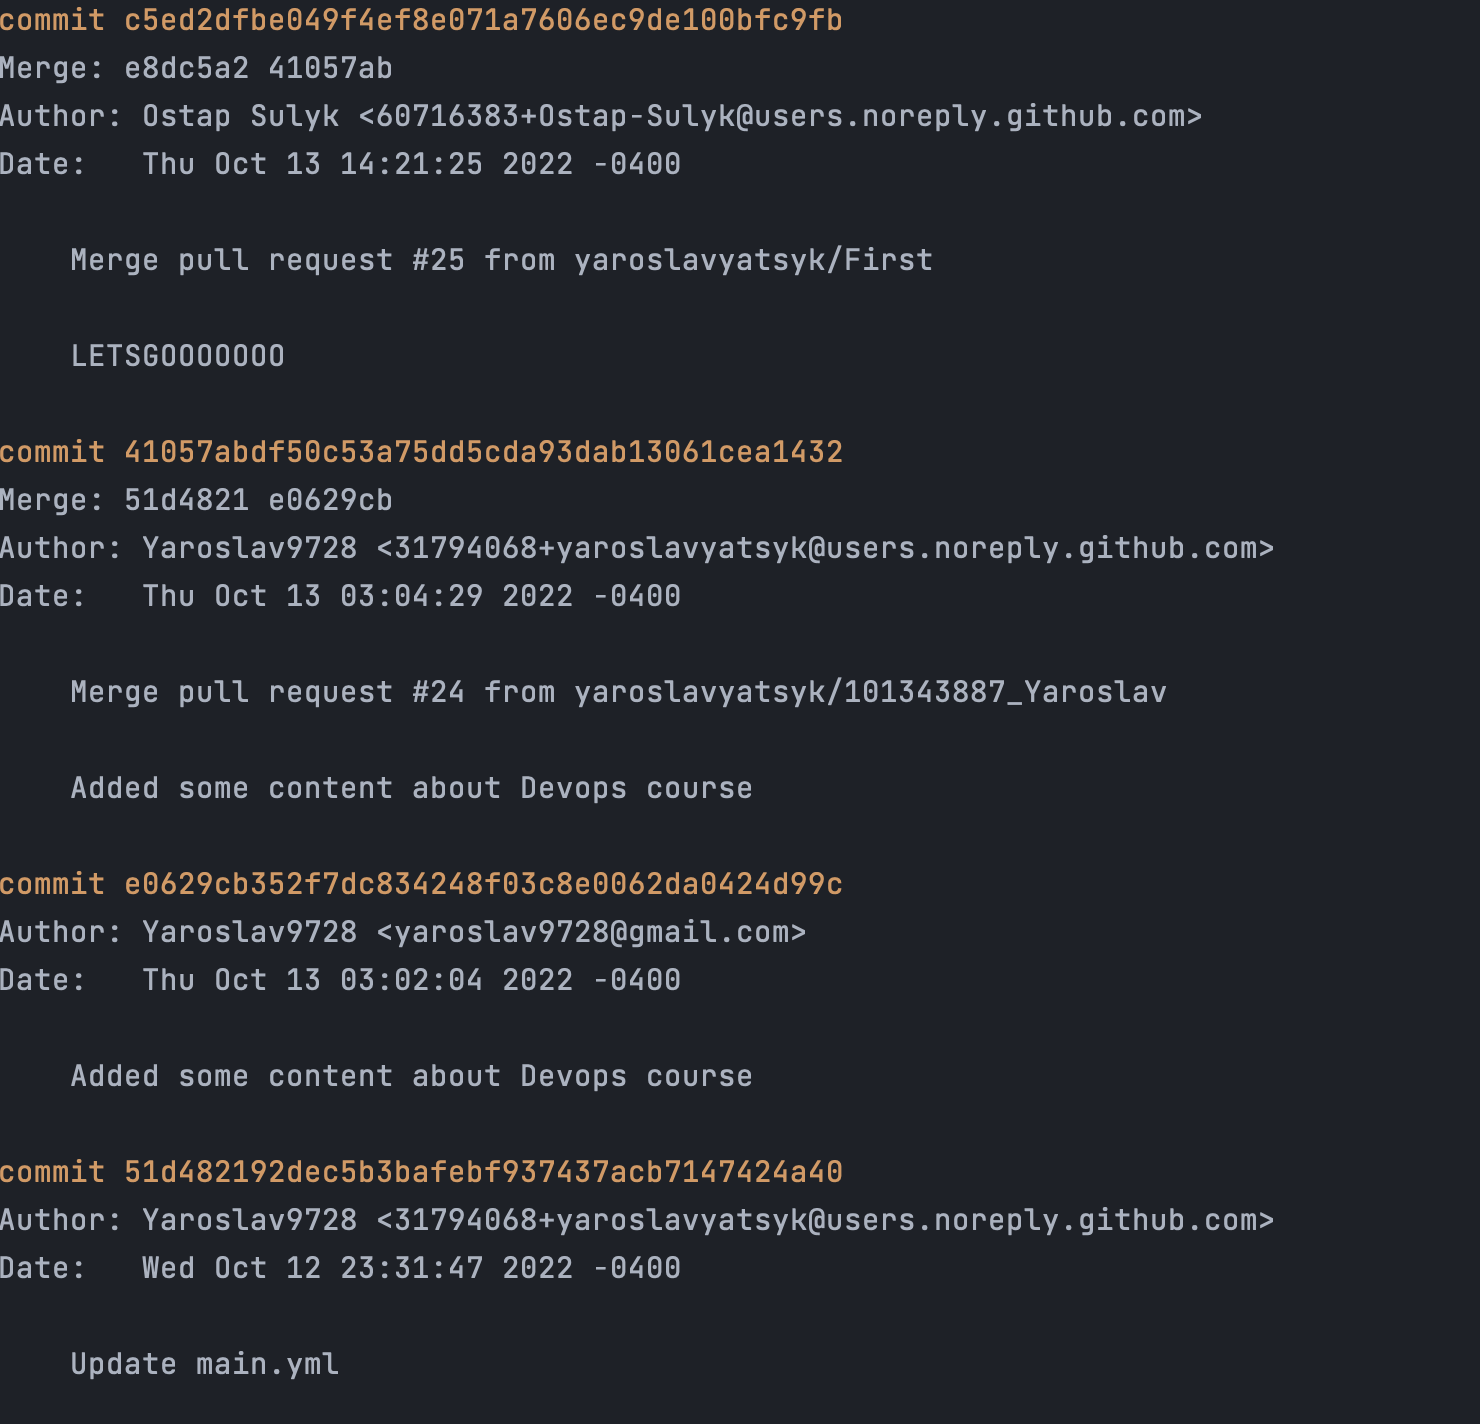 commit c5ed2dfbe049f4ef8e071a7606ec9de100bfc9fb
Merge: e8dc5a2 41057ab
Author: Ostap Sulyk <60716383+Ostap-Sulyk@users.noreply.github.com>
Date:   Thu Oct 13 14:21:25 2022 -0400
    Merge pull request #25 from yaroslavyatsyk/First
    LETSGOOOOOOO
commit 41057abdf50c53a75dd5cda93dab13061cea1432
Merge: 51d4821 e0629cb
Author: Yaroslav9728 <31794068+yaroslavyatsyk@users.noreply.github.com>
Date:   Thu Oct 13 03:04:29 2022 -0400
    Merge pull request #24 from yaroslavyatsyk/101343887_Yaroslav
    Added some content about Devops course
commit e0629cb352f7dc834248f03c8e0062da0424d99c
Author: Yaroslav9728 <yaroslav9728@gmail.com>
Date:   Thu Oct 13 03:02:04 2022 -0400
    Added some content about Devops course
commit 51d482192dec5b3bafebf937437acb7147424a40
Author: Yaroslav9728 <31794068+yaroslavyatsyk@users.noreply.github.com>
Date:   Wed Oct 12 23:31:47 2022 -0400
    Update main.yml